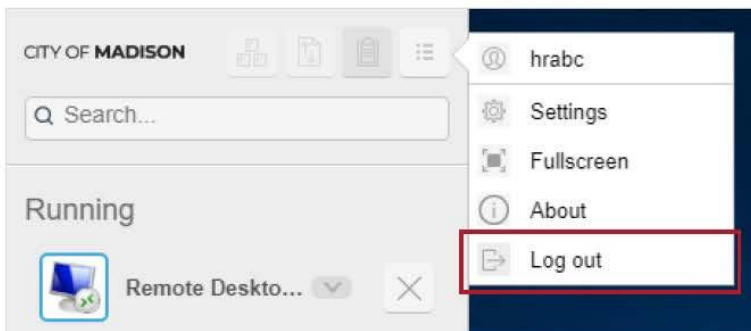 CITY OF MADISON
Search...
Running
Remote Deskto...
hrabc
Settings
Fullscreen
About
Log out